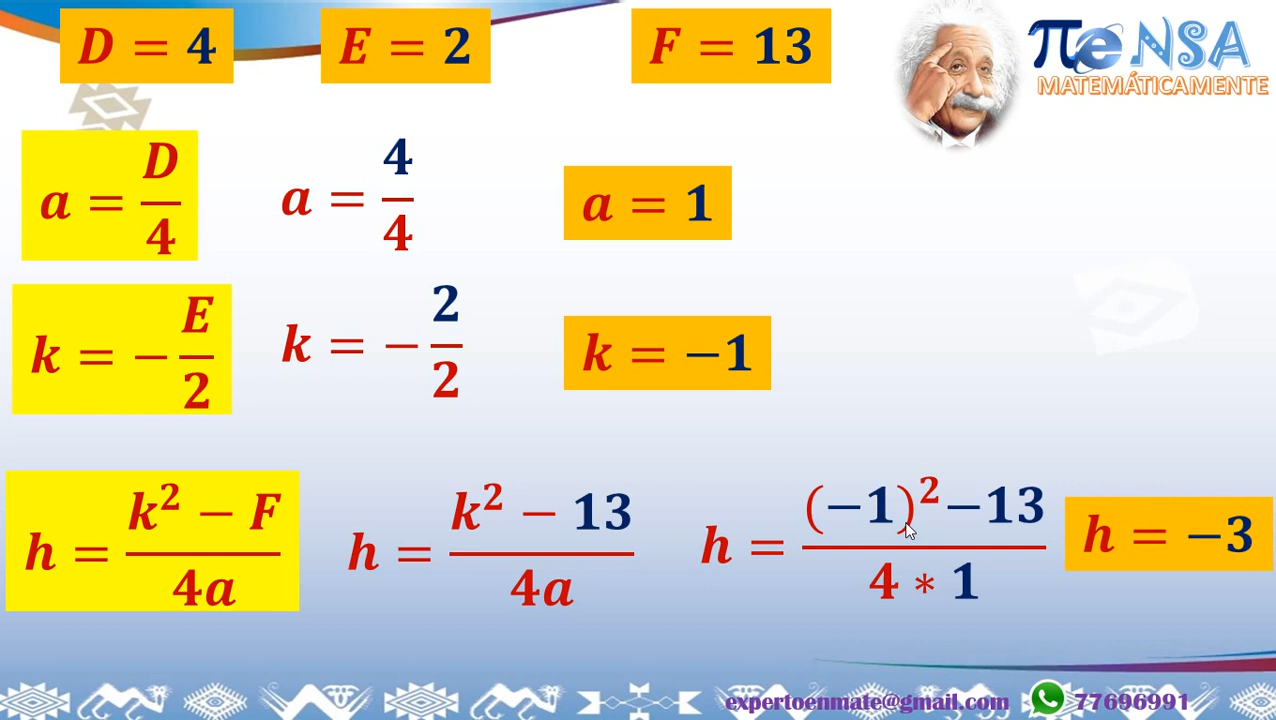 D = 4 E = 2 F = 13
πeNSA
MATEMÁTICAMENTE
a = D/4 a = 4/4 a = 1
k = −E/2 k = −2/2 k = −1
h = (k² − F)/(4a) h = (k² − 13)/(4a) h = ((−1)² − 13)/(4 * 1) h = −3
expertoenmate@gmail.com 77696991